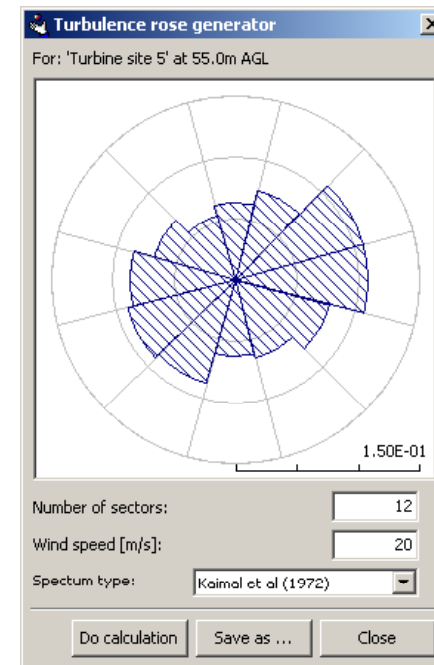 Turbulence rose generator
For: 'Turbine site 5' at 55.0m AGL
1.50E-01
Number of sectors: 12
Wind speed [m/s]: 20
Spectum type: Kaimal et al (1972)
Do calculation Save as ... Close